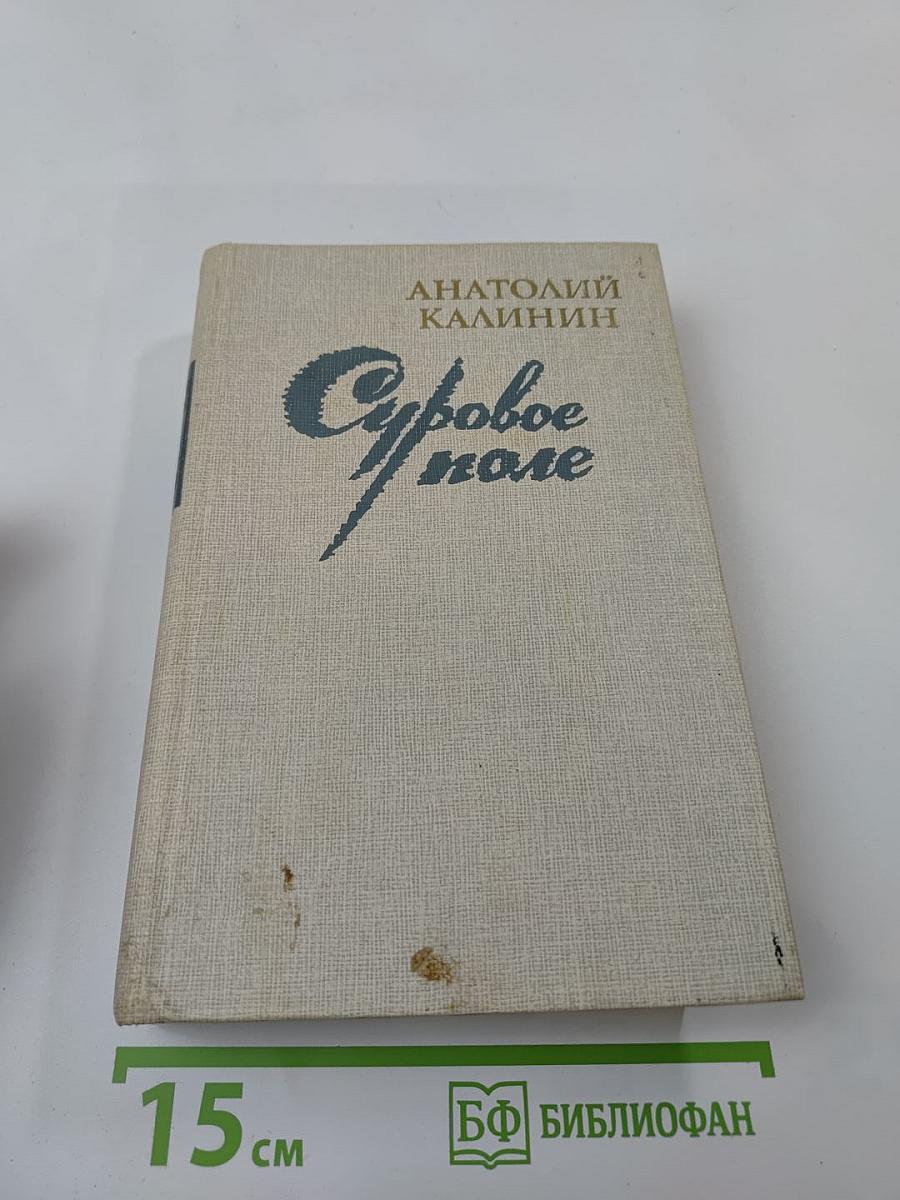 АНАТОЛИЙ
КАЛИНИН
Суровое
поле
15 см
БФ БИБЛИОФАН